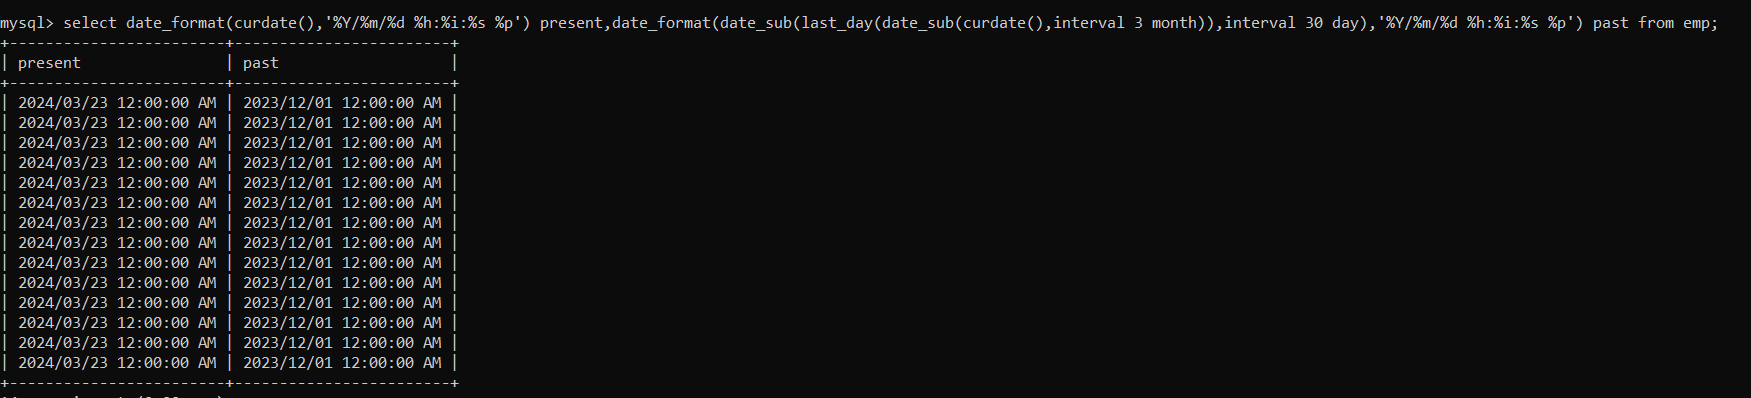 mysql> select date_format(curdate(),'%Y/%m/%d %h:%i:%s %p') present,date_format(date_sub(last_day(date_sub(curdate(),interval 3 month)),interval 30 day),'%Y/%m/%d %h:%i:%s %p') past from emp;
+------------------------+------------------------+
| present                | past                   |
+------------------------+------------------------+
| 2024/03/23 12:00:00 AM | 2023/12/01 12:00:00 AM |
| 2024/03/23 12:00:00 AM | 2023/12/01 12:00:00 AM |
| 2024/03/23 12:00:00 AM | 2023/12/01 12:00:00 AM |
| 2024/03/23 12:00:00 AM | 2023/12/01 12:00:00 AM |
| 2024/03/23 12:00:00 AM | 2023/12/01 12:00:00 AM |
| 2024/03/23 12:00:00 AM | 2023/12/01 12:00:00 AM |
| 2024/03/23 12:00:00 AM | 2023/12/01 12:00:00 AM |
| 2024/03/23 12:00:00 AM | 2023/12/01 12:00:00 AM |
| 2024/03/23 12:00:00 AM | 2023/12/01 12:00:00 AM |
| 2024/03/23 12:00:00 AM | 2023/12/01 12:00:00 AM |
| 2024/03/23 12:00:00 AM | 2023/12/01 12:00:00 AM |
| 2024/03/23 12:00:00 AM | 2023/12/01 12:00:00 AM |
| 2024/03/23 12:00:00 AM | 2023/12/01 12:00:00 AM |
| 2024/03/23 12:00:00 AM | 2023/12/01 12:00:00 AM |
+------------------------+------------------------+